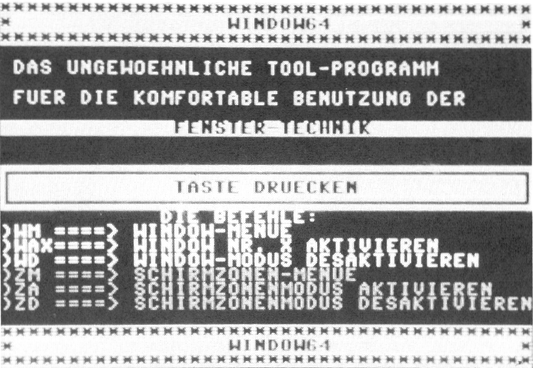 ****************************
WINDOW64
****************************
DAS UNGEWOEHNLICHE TOOL-PROGRAMM
FUER DIE KOMFORTABLE BENUTZUNG DER
FENSTER-TECHNIK
TASTE DRUECKEN
DIE BEFEHLE:
)WM ====> WINDOW-MENUE
)WAX====> WINDOW NR. X AKTIVIEREN
)WD ====> WINDOW-MODUS DESAKTIVIEREN
)ZM ====> SCHIRMZONEN-MENUE
)ZA ====> SCHIRMZONENMODUS AKTIVIEREN
)ZD ====> SCHIRMZONENMODUS DESAKTIVIEREN
****************************
WINDOW64
****************************